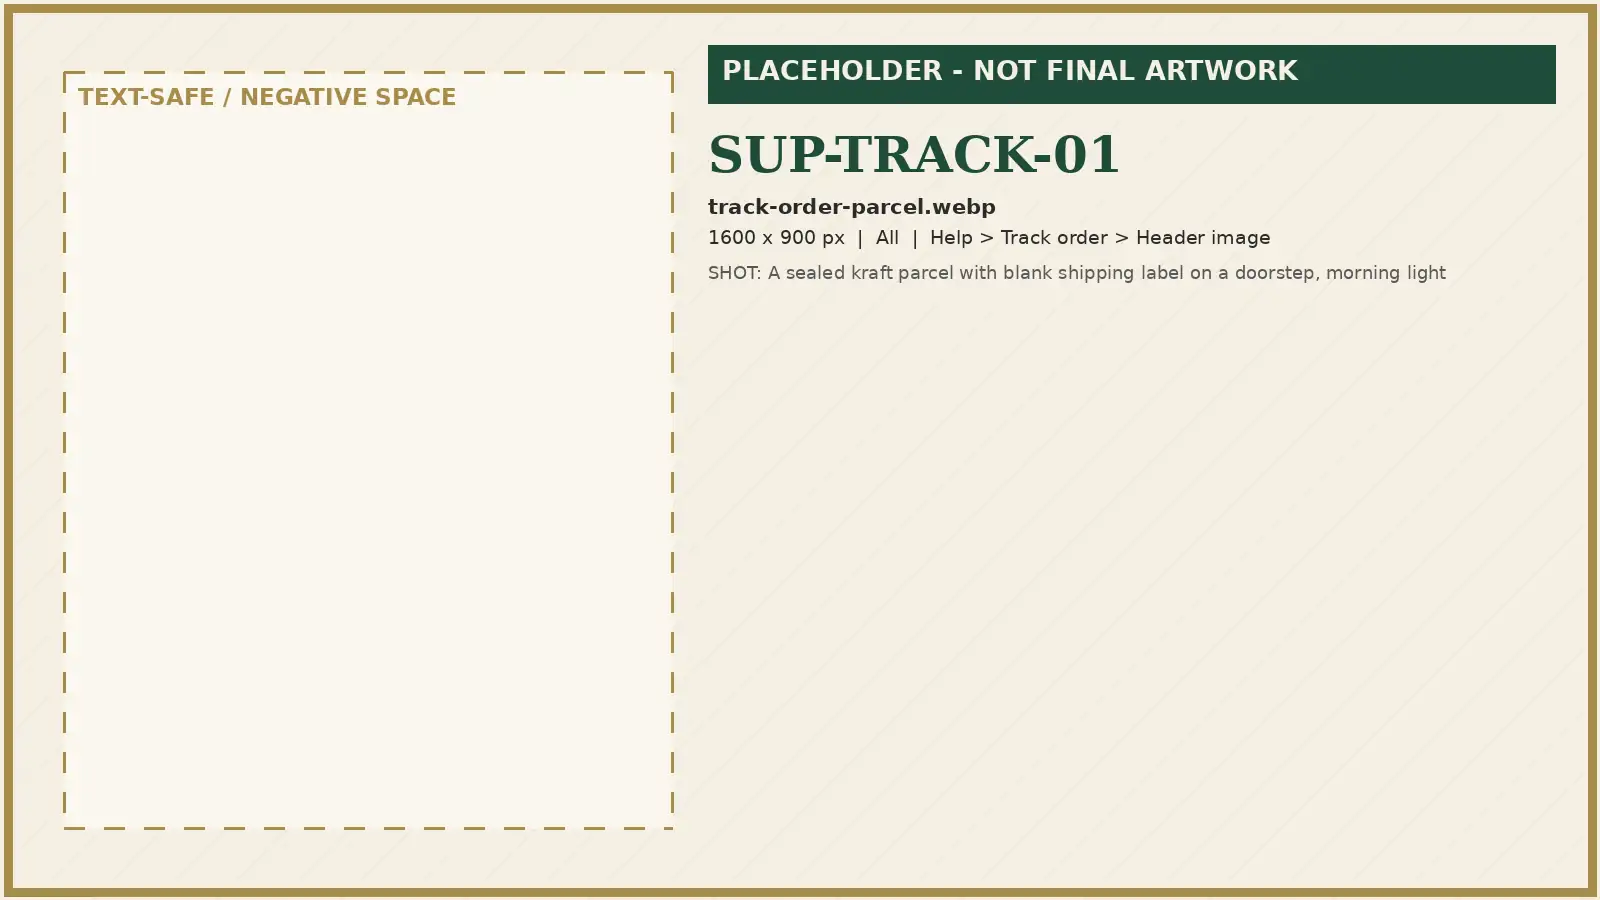 TEXT-SAFE / NEGATIVE SPACE
PLACEHOLDER - NOT FINAL ARTWORK
SUP-TRACK-01
track-order-parcel.webp
1600 x 900 px | All | Help > Track order > Header image
SHOT: A sealed kraft parcel with blank shipping label on a doorstep, morning light